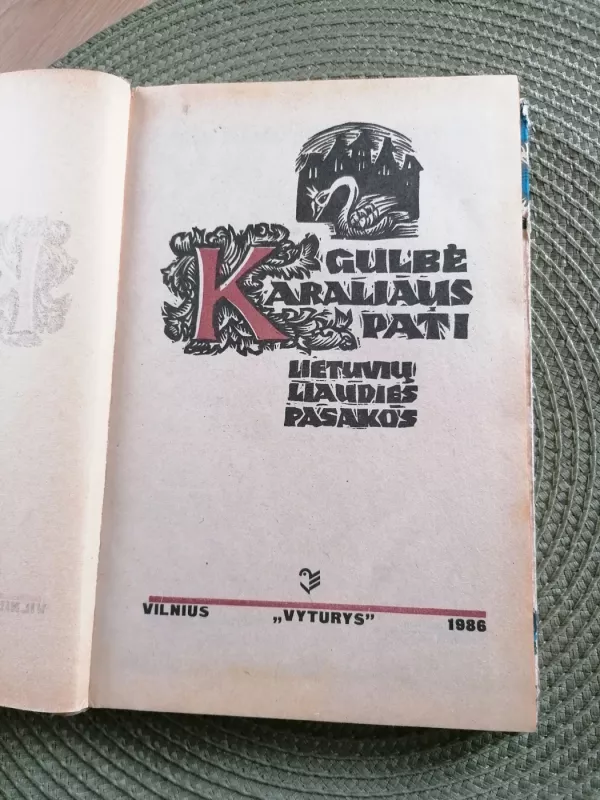 GULBĖ
KARALIAUS
PATI
LIETUVIŲ
LIAUDIES
PASAKOS
VILNIUS „VYTURYS” 1986